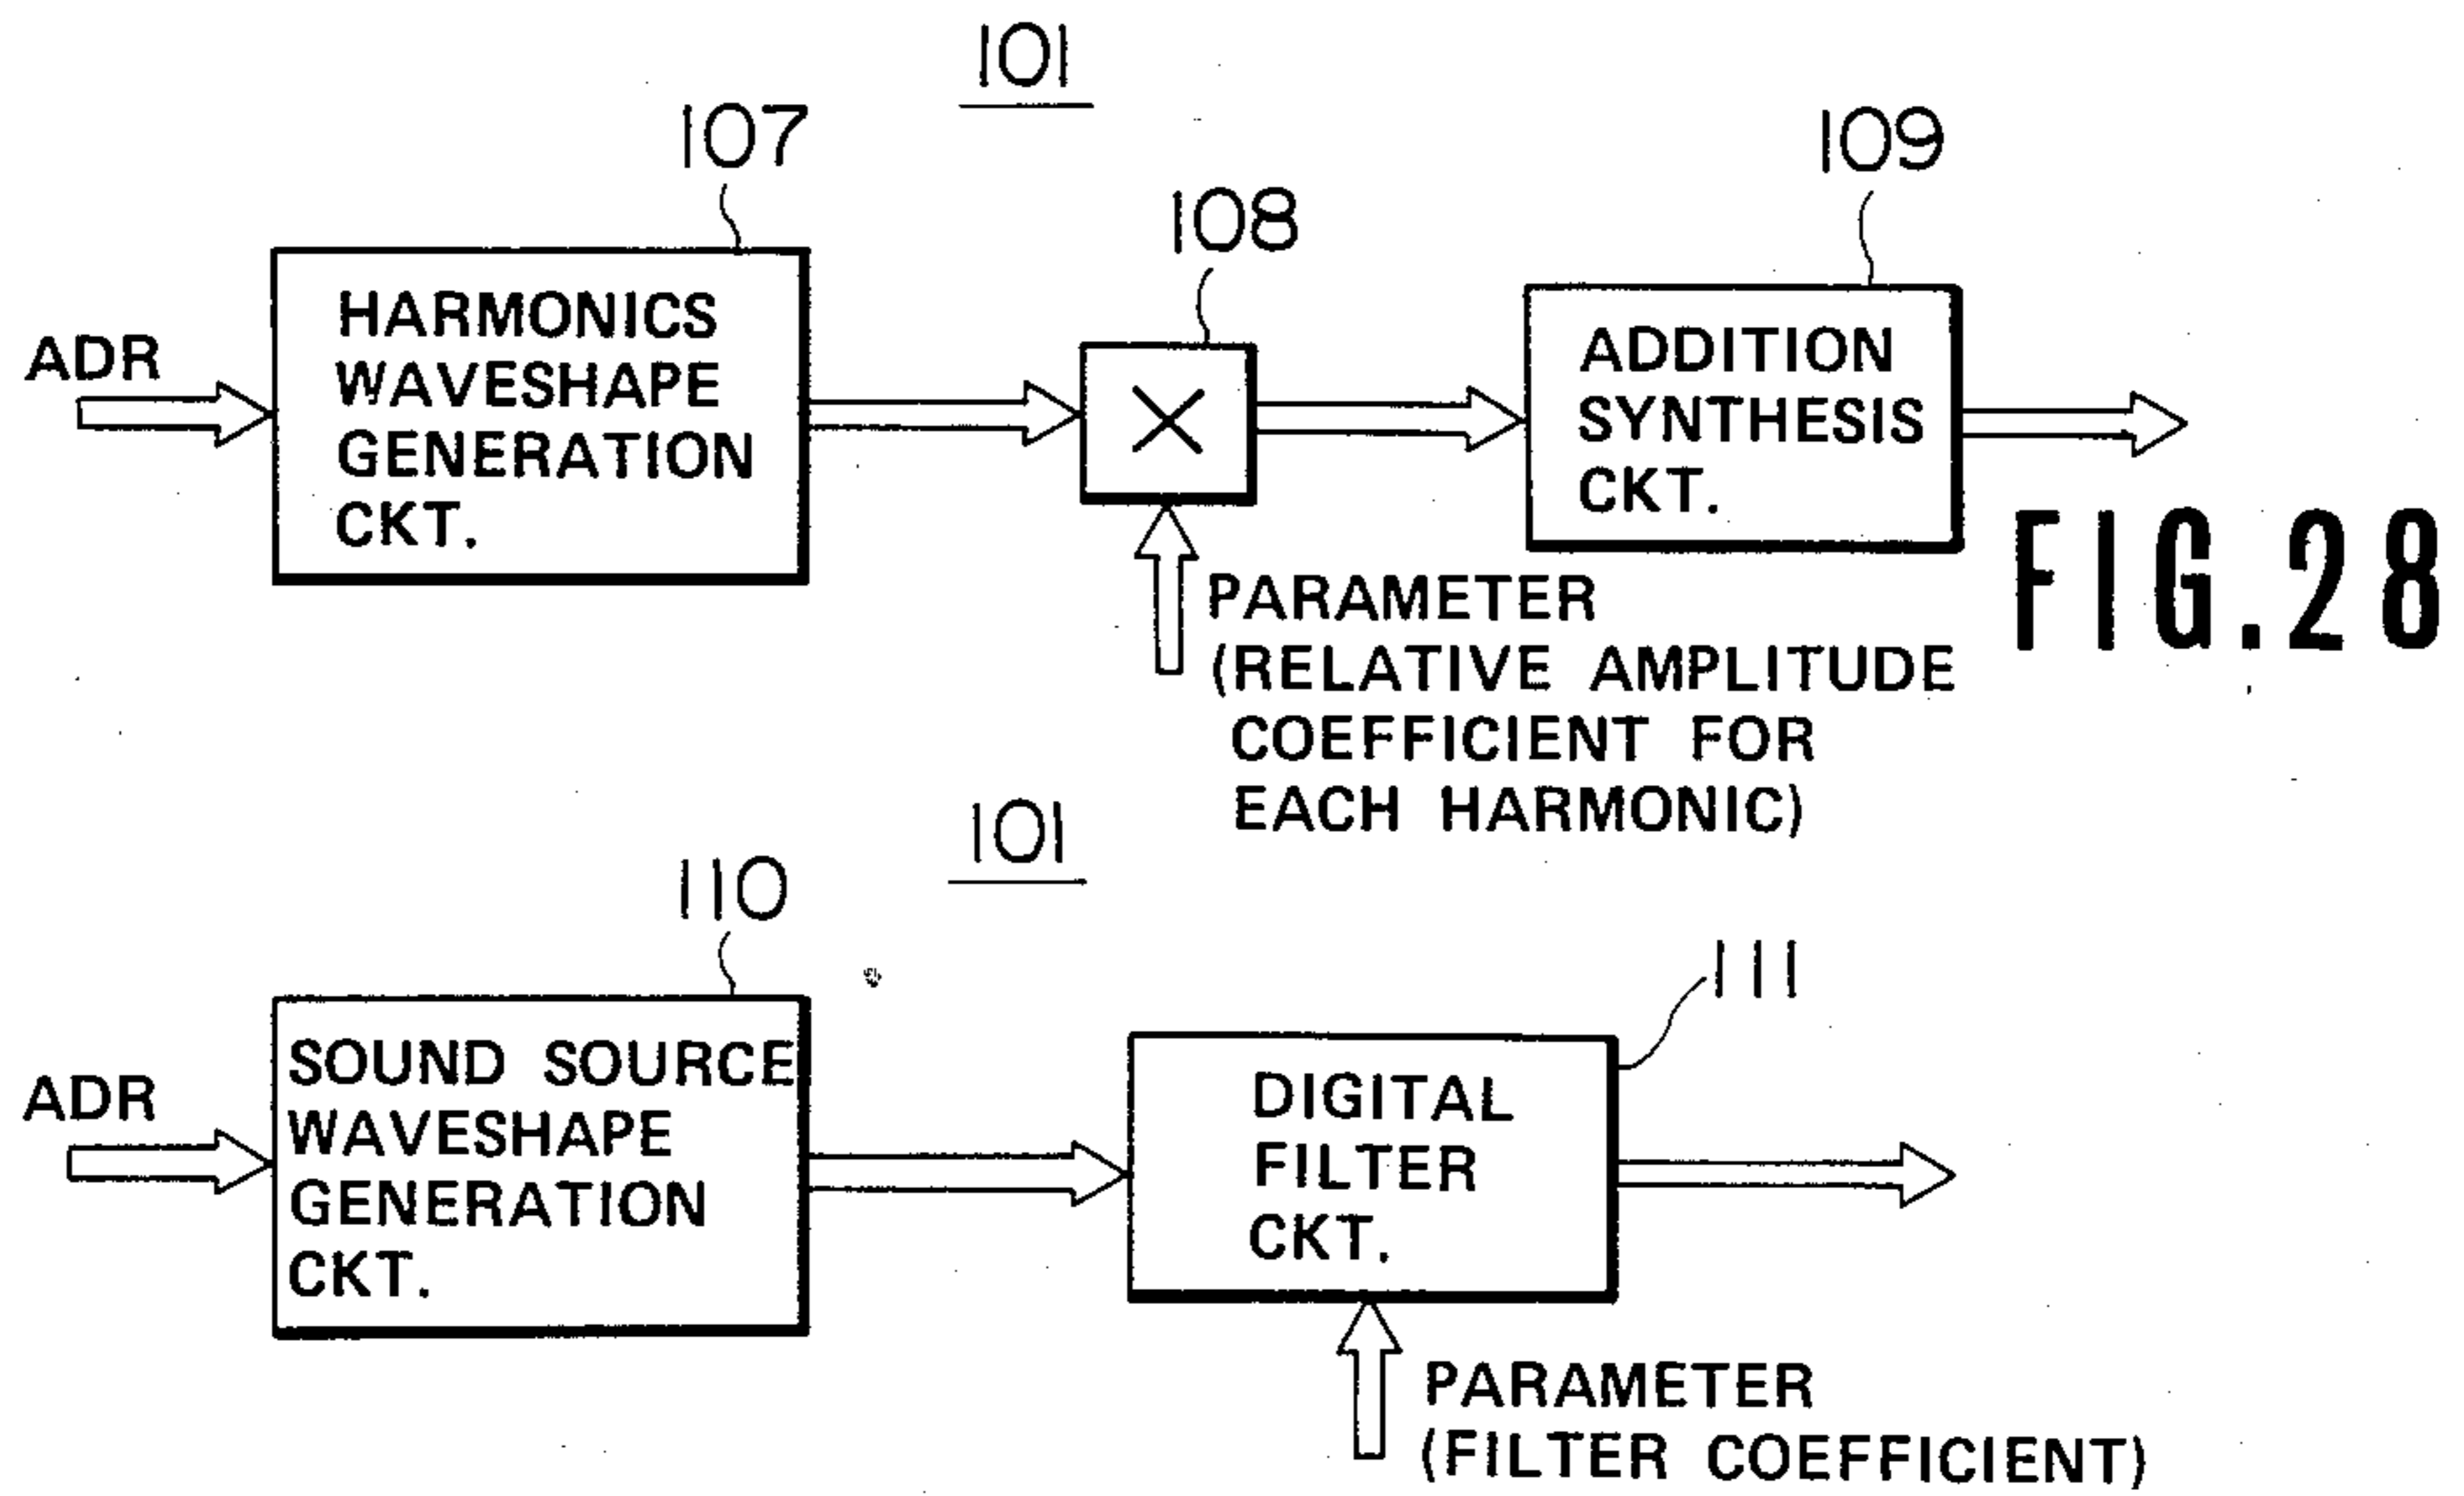 101
107
108
109
ADR
HARMONICS
WAVESHAPE
GENERATION
CKT.
×
ADDITION
SYNTHESIS
CKT.
FIG.28
PARAMETER
(RELATIVE AMPLITUDE
COEFFICIENT FOR
EACH HARMONIC)
101
110
111
ADR
SOUND SOURCE
WAVESHAPE
GENERATION
CKT.
DIGITAL
FILTER
CKT.
PARAMETER
(FILTER COEFFICIENT)